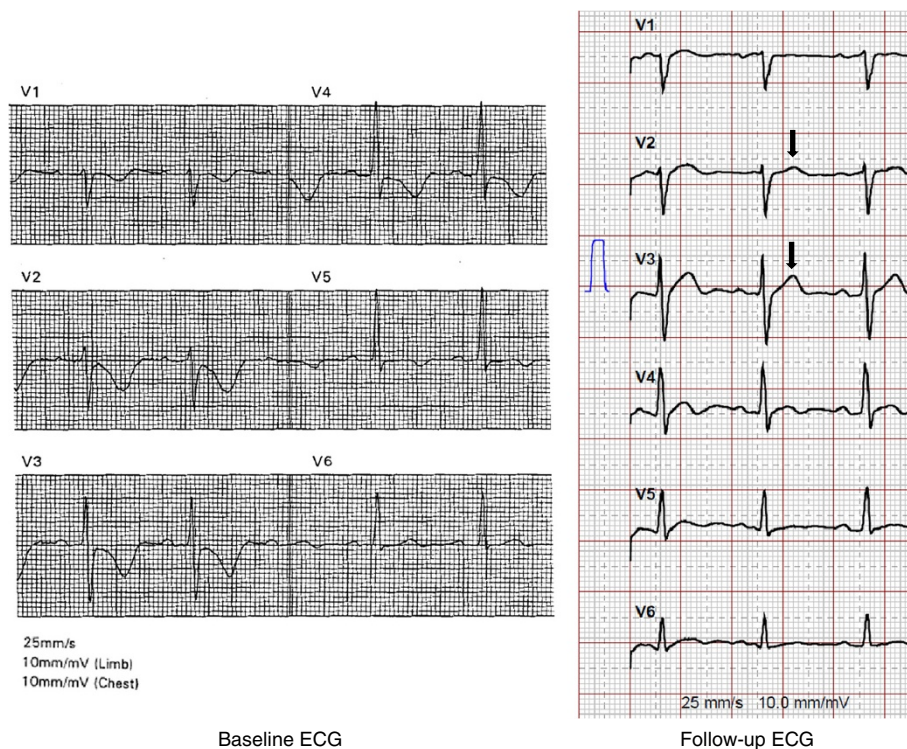 V1
V4
V2
V5
V3
V6
25mm/s
10mm/mV (Limb)
10mm/mV (Chest)
Baseline ECG
V1
V2
V3
V4
V5
V6
25 mm/s 10.0 mm/mV
Follow-up ECG